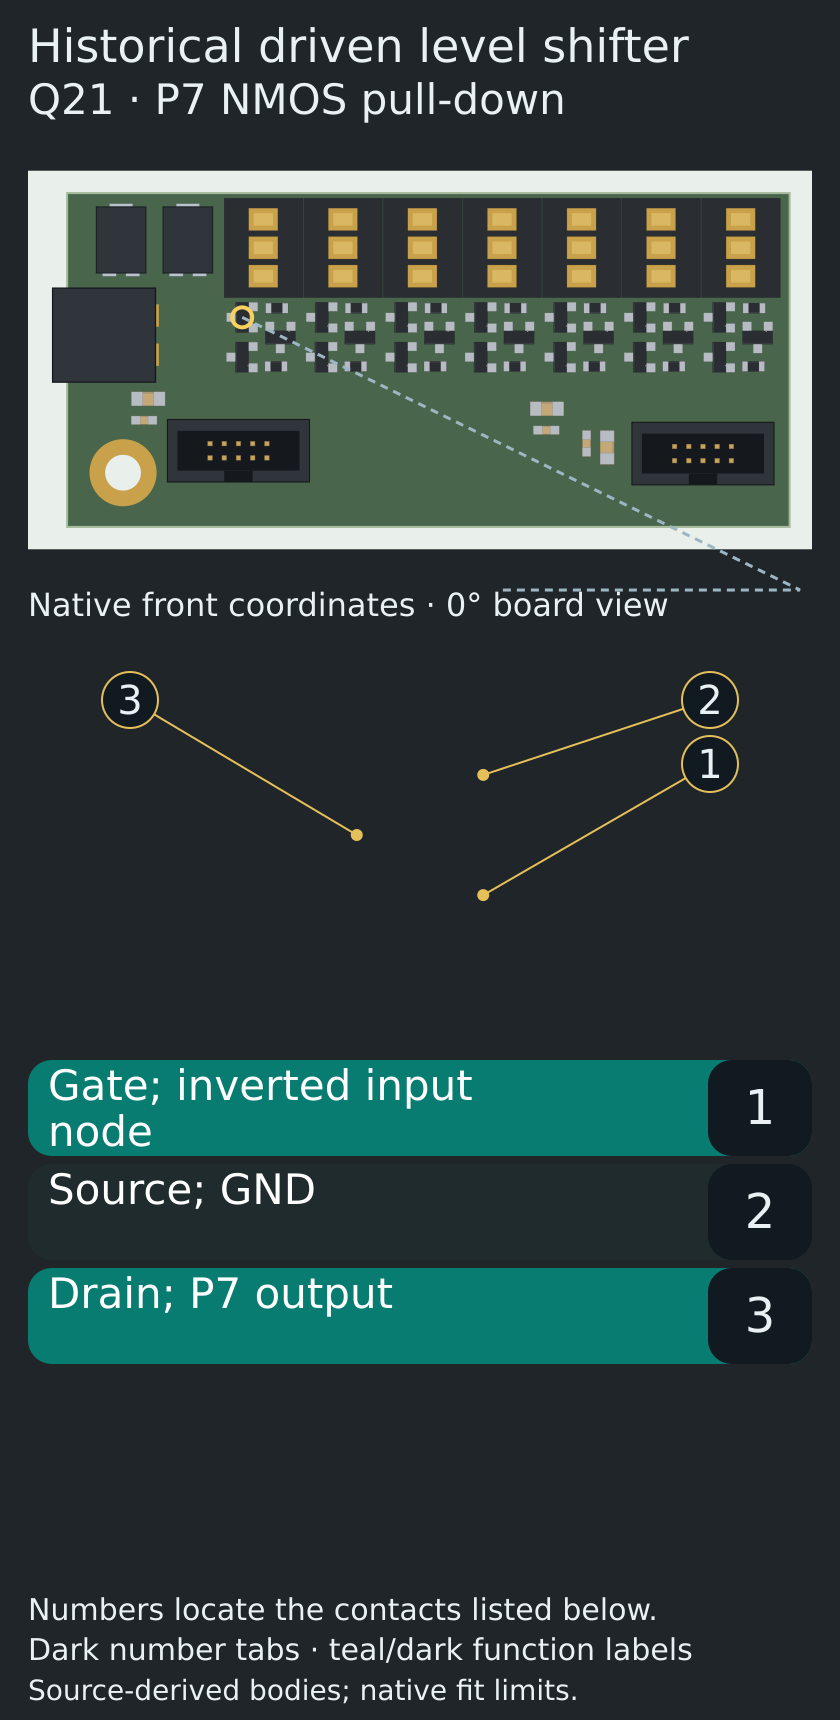 Historical driven level shifter
Q21 · P7 NMOS pull-down
Native front coordinates · 0° board view
3
2
1
Gate; inverted input
node
1
Source; GND
2
Drain; P7 output
3
Numbers locate the contacts listed below.
Dark number tabs · teal/dark function labels
Source-derived bodies; native fit limits.